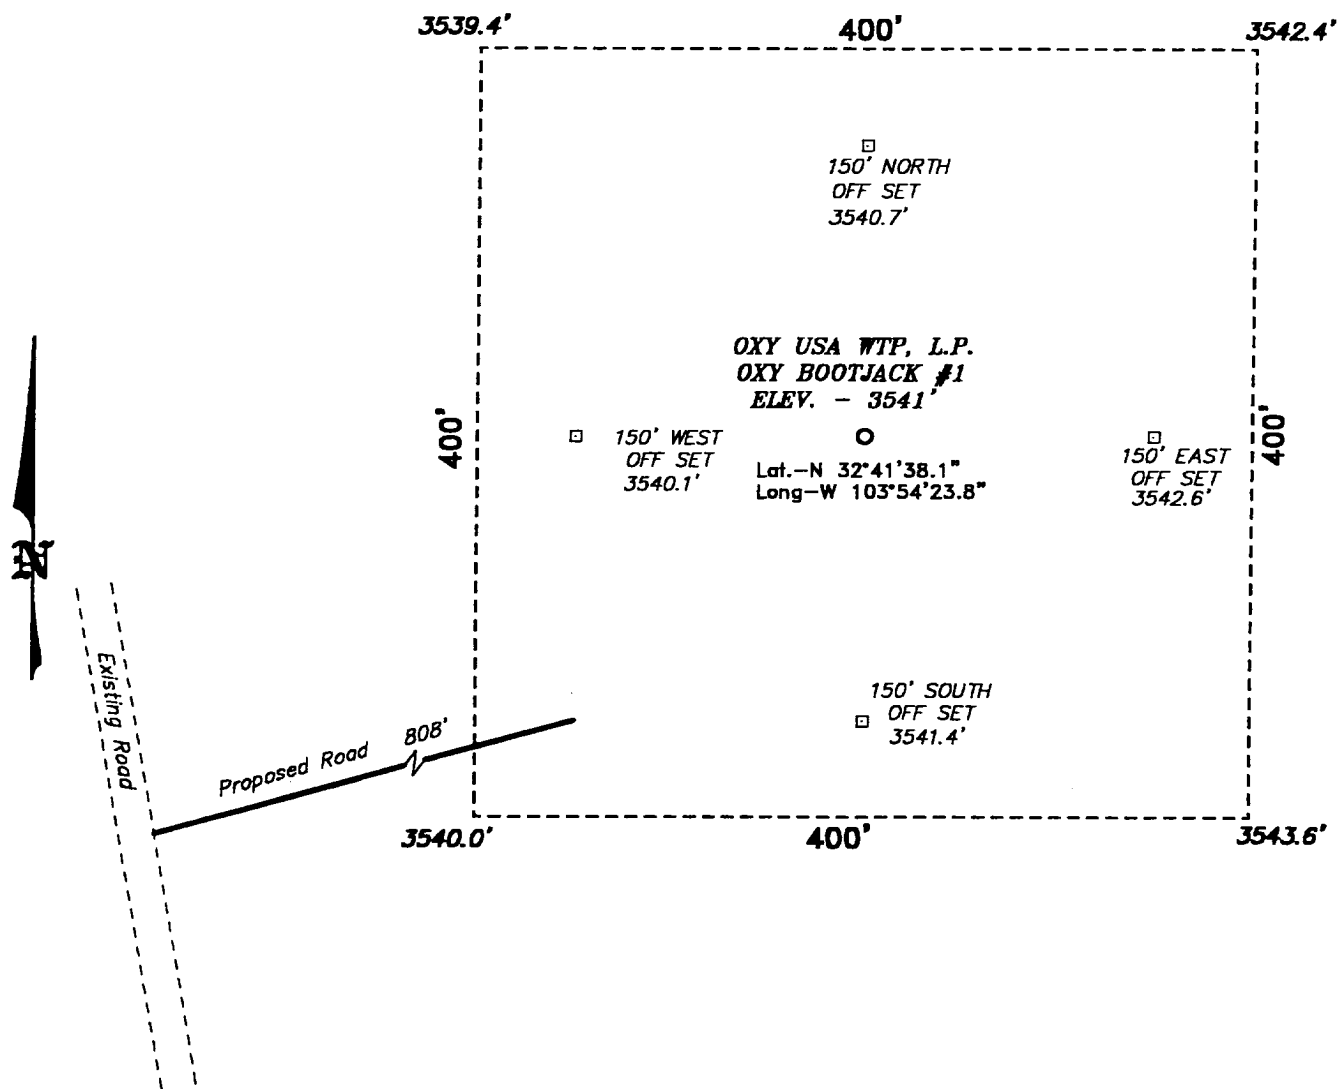 3539.4'
400'
3542.4'
150' NORTH
OFF SET
3540.7'
OXY USA WTP, L.P.
OXY BOOTJACK #1
ELEV. - 3541'
400'
150' WEST
OFF SET
3540.1'
Lat.-N 32°41'38.1"
Long-W 103°54'23.8"
150' EAST
OFF SET
3542.6'
400'
N
Existing Road
Proposed Road 808'
150' SOUTH
OFF SET
3541.4'
3540.0'
400'
3543.6'